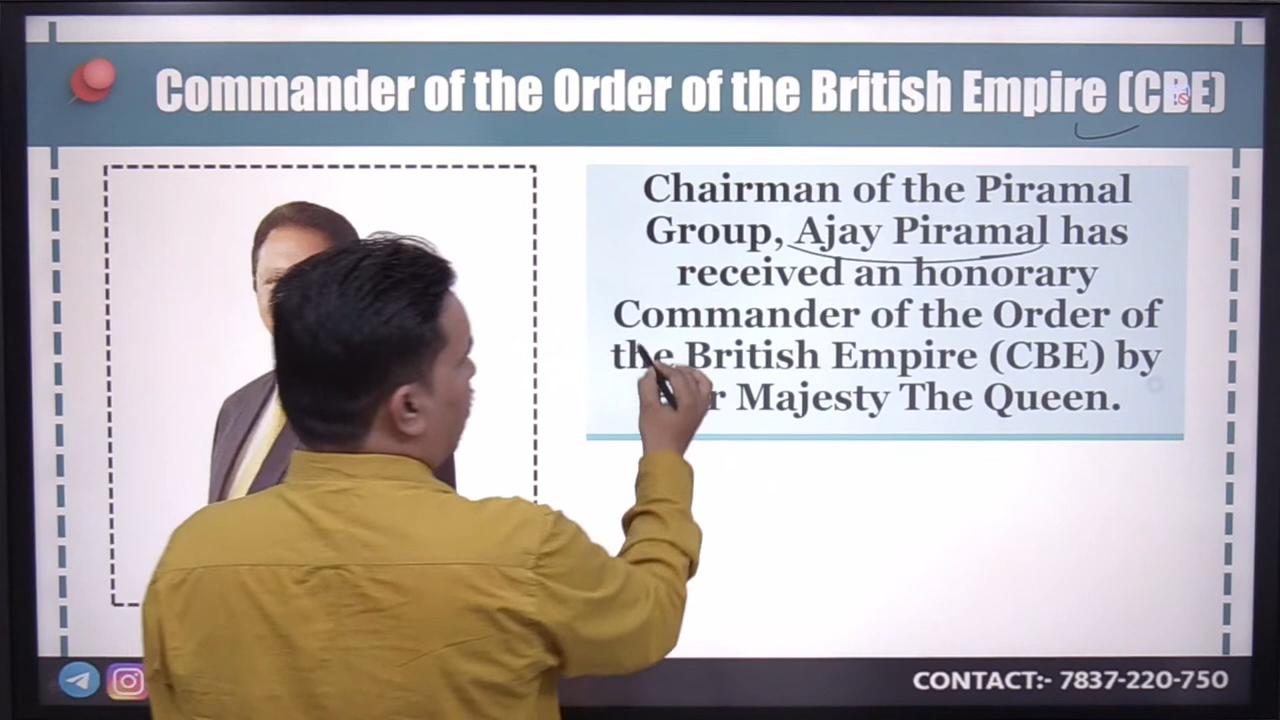 Commander of the Order of the British Empire (CBE)
Chairman of the Piramal
Group, Ajay Piramal has
received an honorary
Commander of the Order of
the British Empire (CBE) by
Majesty The Queen.
CONTACT:- 7837-220-750